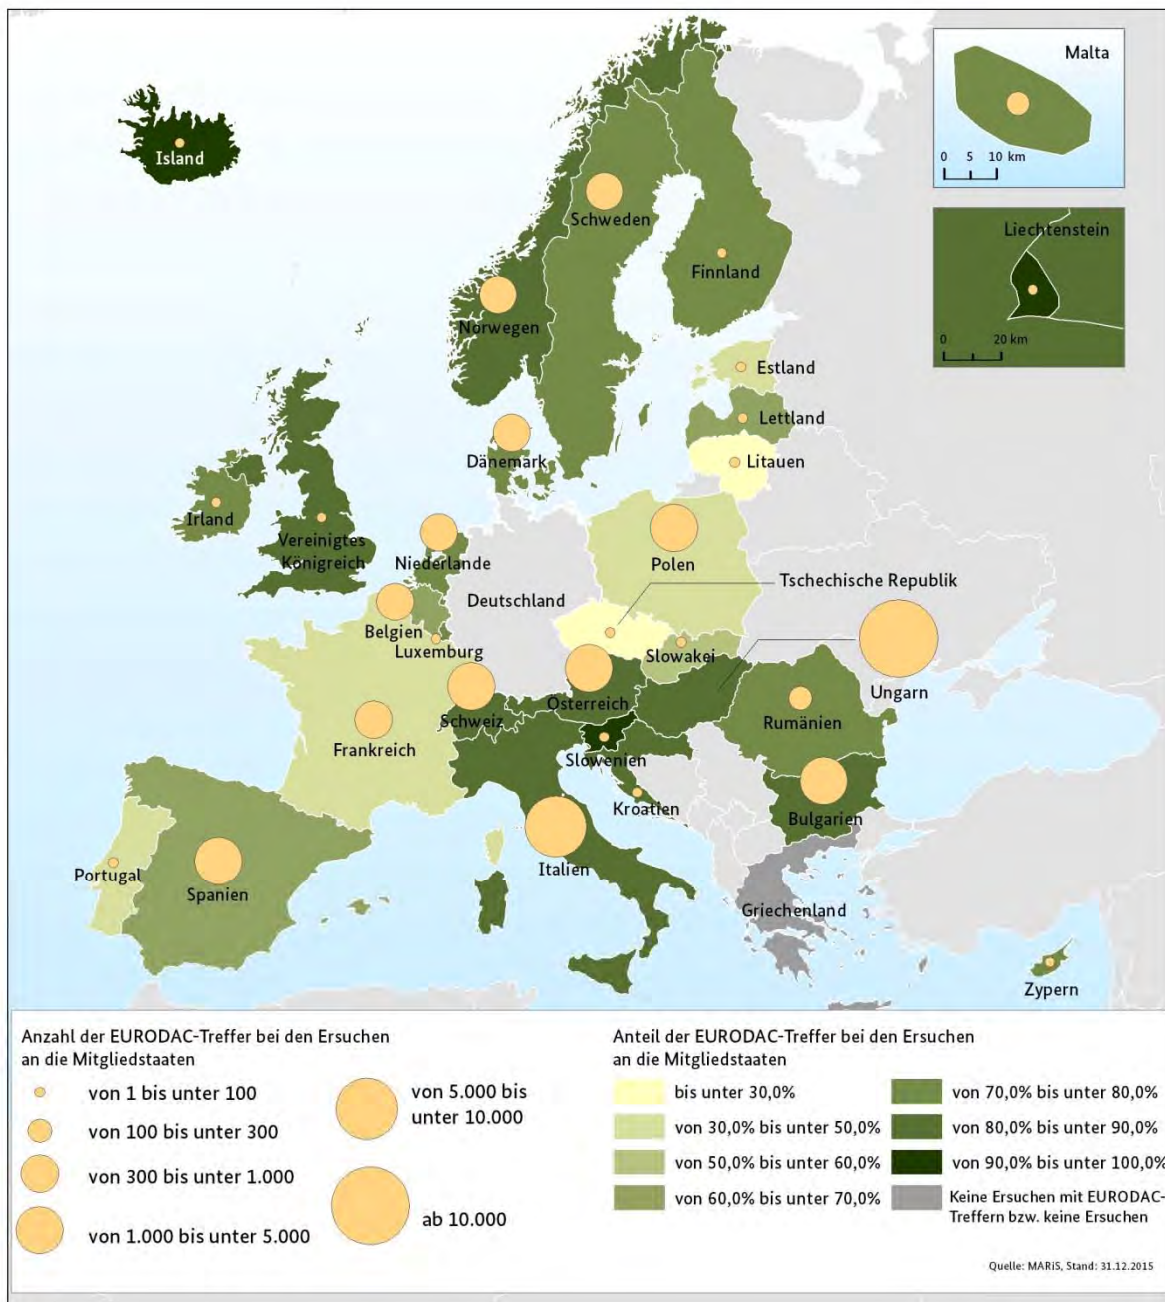 Malta
0 5 10 km
Island
Liechtenstein
0 20 km
Schweden
Finnland
Norwegen
Estland
Lettland
Dänemark
Litauen
Irland
Vereinigtes
Königreich
Niederlande
Polen
Tschechische Republik
Deutschland
Belgien
Luxemburg
Slowakei
Ungarn
Österreich
Schweiz
Rumänien
Frankreich
Slowenien
Kroatien
Bulgarien
Italien
Portugal
Spanien
Griechenland
Zypern
Anzahl der EURODAC-Treffer bei den Ersuchen
an die Mitgliedstaaten
von 1 bis unter 100
von 100 bis unter 300
von 300 bis unter 1.000
von 1.000 bis unter 5.000
von 5.000 bis
unter 10.000
ab 10.000
Anteil der EURODAC-Treffer bei den Ersuchen
an die Mitgliedstaaten
bis unter 30,0%
von 30,0% bis unter 50,0%
von 50,0% bis unter 60,0%
von 60,0% bis unter 70,0%
von 70,0% bis unter 80,0%
von 80,0% bis unter 90,0%
von 90,0% bis unter 100,0%
Keine Ersuchen mit EURODAC-
Treffern bzw. keine Ersuchen
Quelle: MARiS, Stand: 31.12.2015